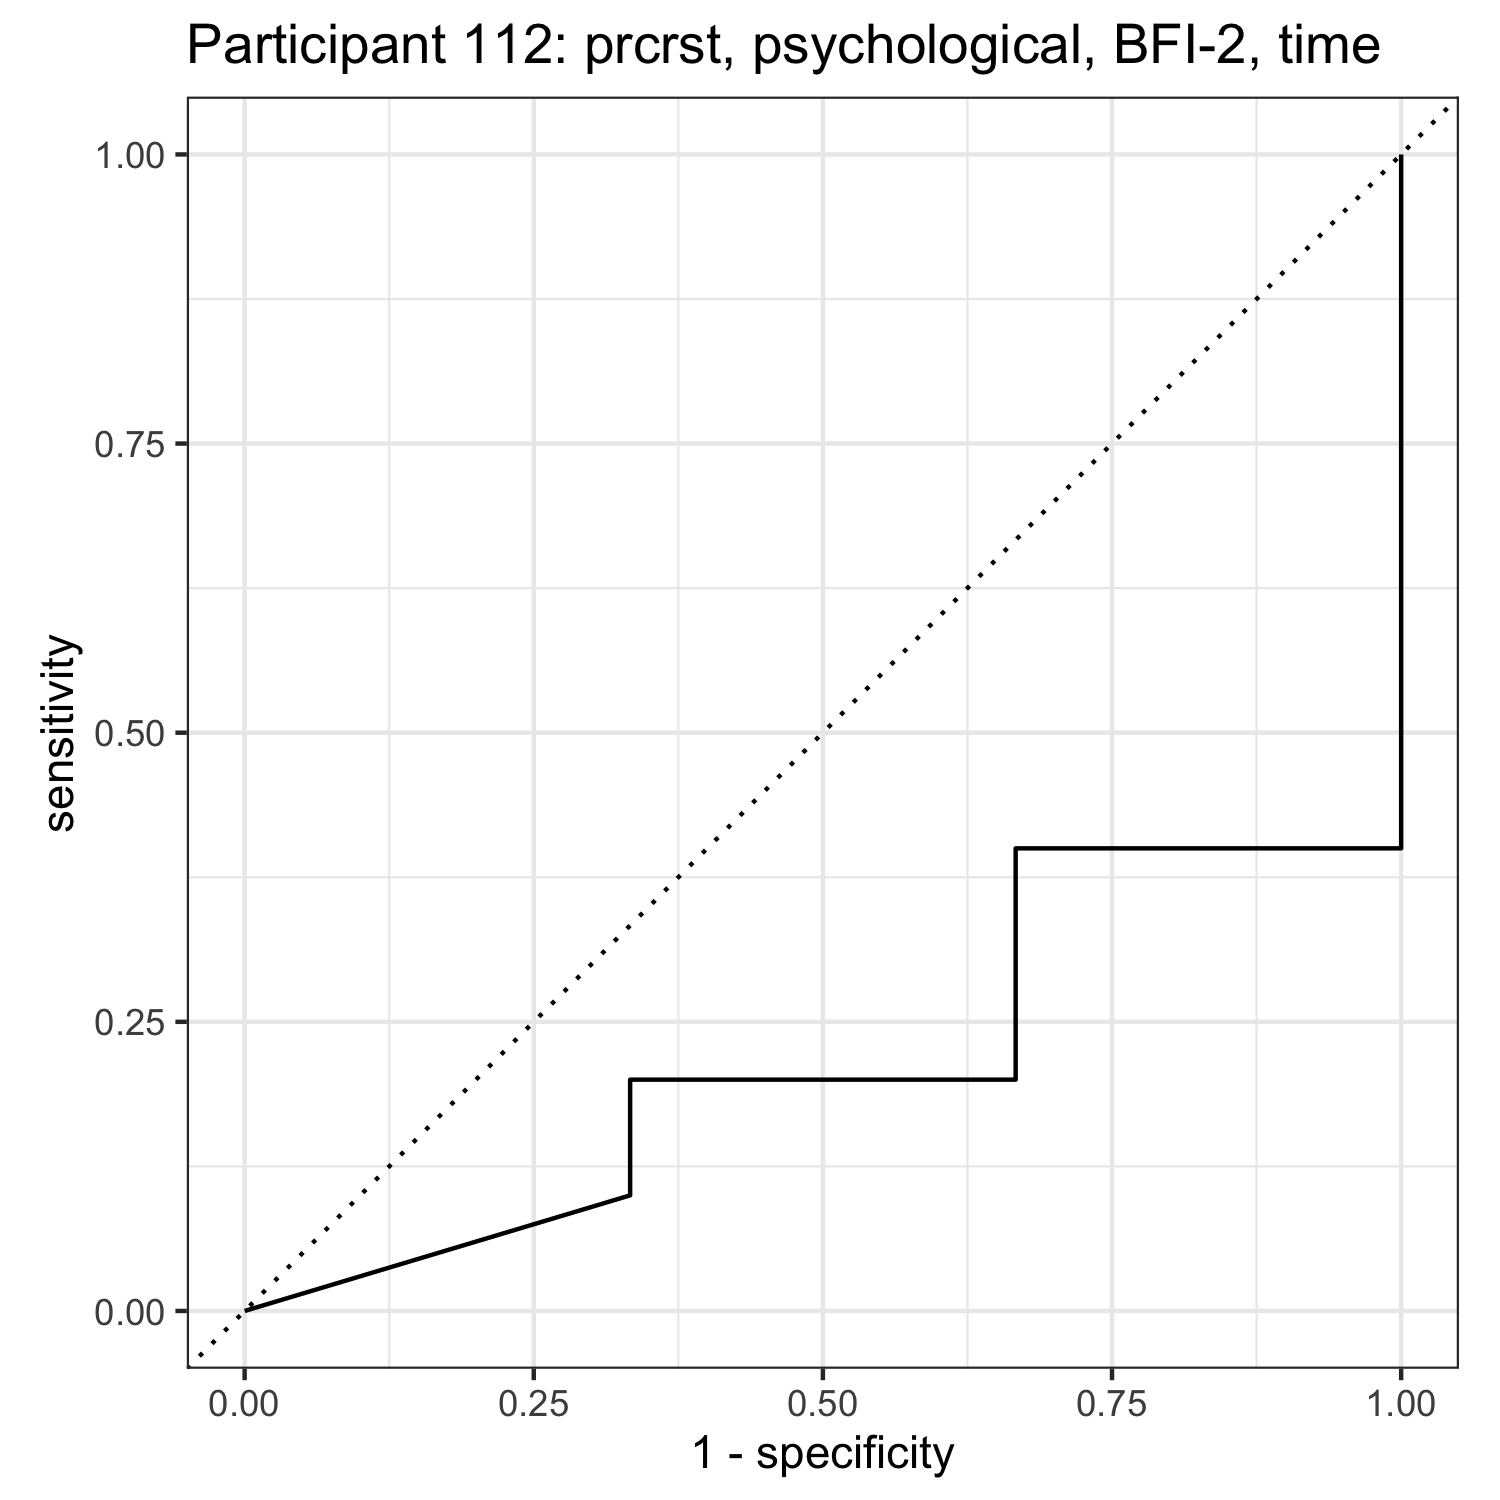 Participant 112: prcrst, psychological, BFI-2, time
sensitivity
1.00
0.75
0.50
0.25
0.00
0.00 0.25 0.50 0.75 1.00
1 - specificity